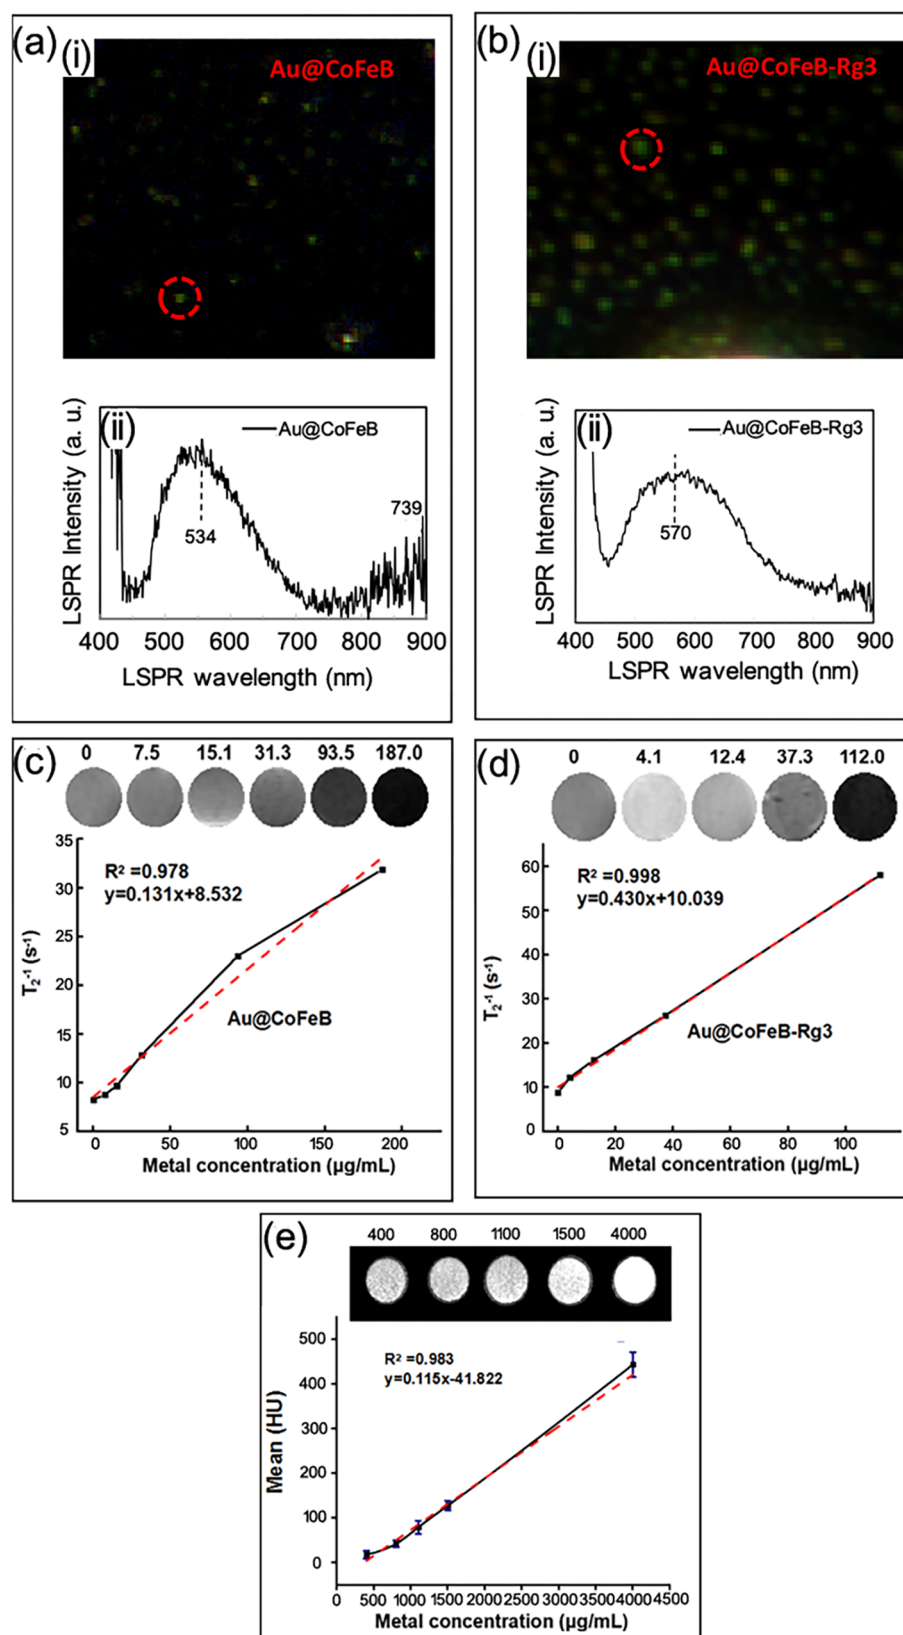 (a)
(i)
Au@CoFeB
(ii)
Au@CoFeB
534
739
LSPR Intensity (a. u.)
400 500 600 700 800 900
LSPR wavelength (nm)
(b)
(i)
Au@CoFeB-Rg3
(ii)
Au@CoFeB-Rg3
570
LSPR Intensity (a. u.)
400 500 600 700 800 900
LSPR wavelength (nm)
(c)
0 7.5 15.1 31.3 93.5 187.0
35
30
25
20
15
10
5
R² =0.978
y=0.131x+8.532
Au@CoFeB
T₂⁻¹ (s⁻¹)
0 50 100 150 200
Metal concentration (µg/mL)
(d)
0 4.1 12.4 37.3 112.0
60
50
40
30
20
10
0
R² =0.998
y=0.430x+10.039
Au@CoFeB-Rg3
T₂⁻¹ (s⁻¹)
0 20 40 60 80 100
Metal concentration (µg/mL)
(e)
400 800 1100 1500 4000
500
400
300
200
100
0
R² =0.983
y=0.115x-41.822
Mean (HU)
0 500 1000 1500 2000 2500 3000 3500 4000 4500
Metal concentration (µg/mL)